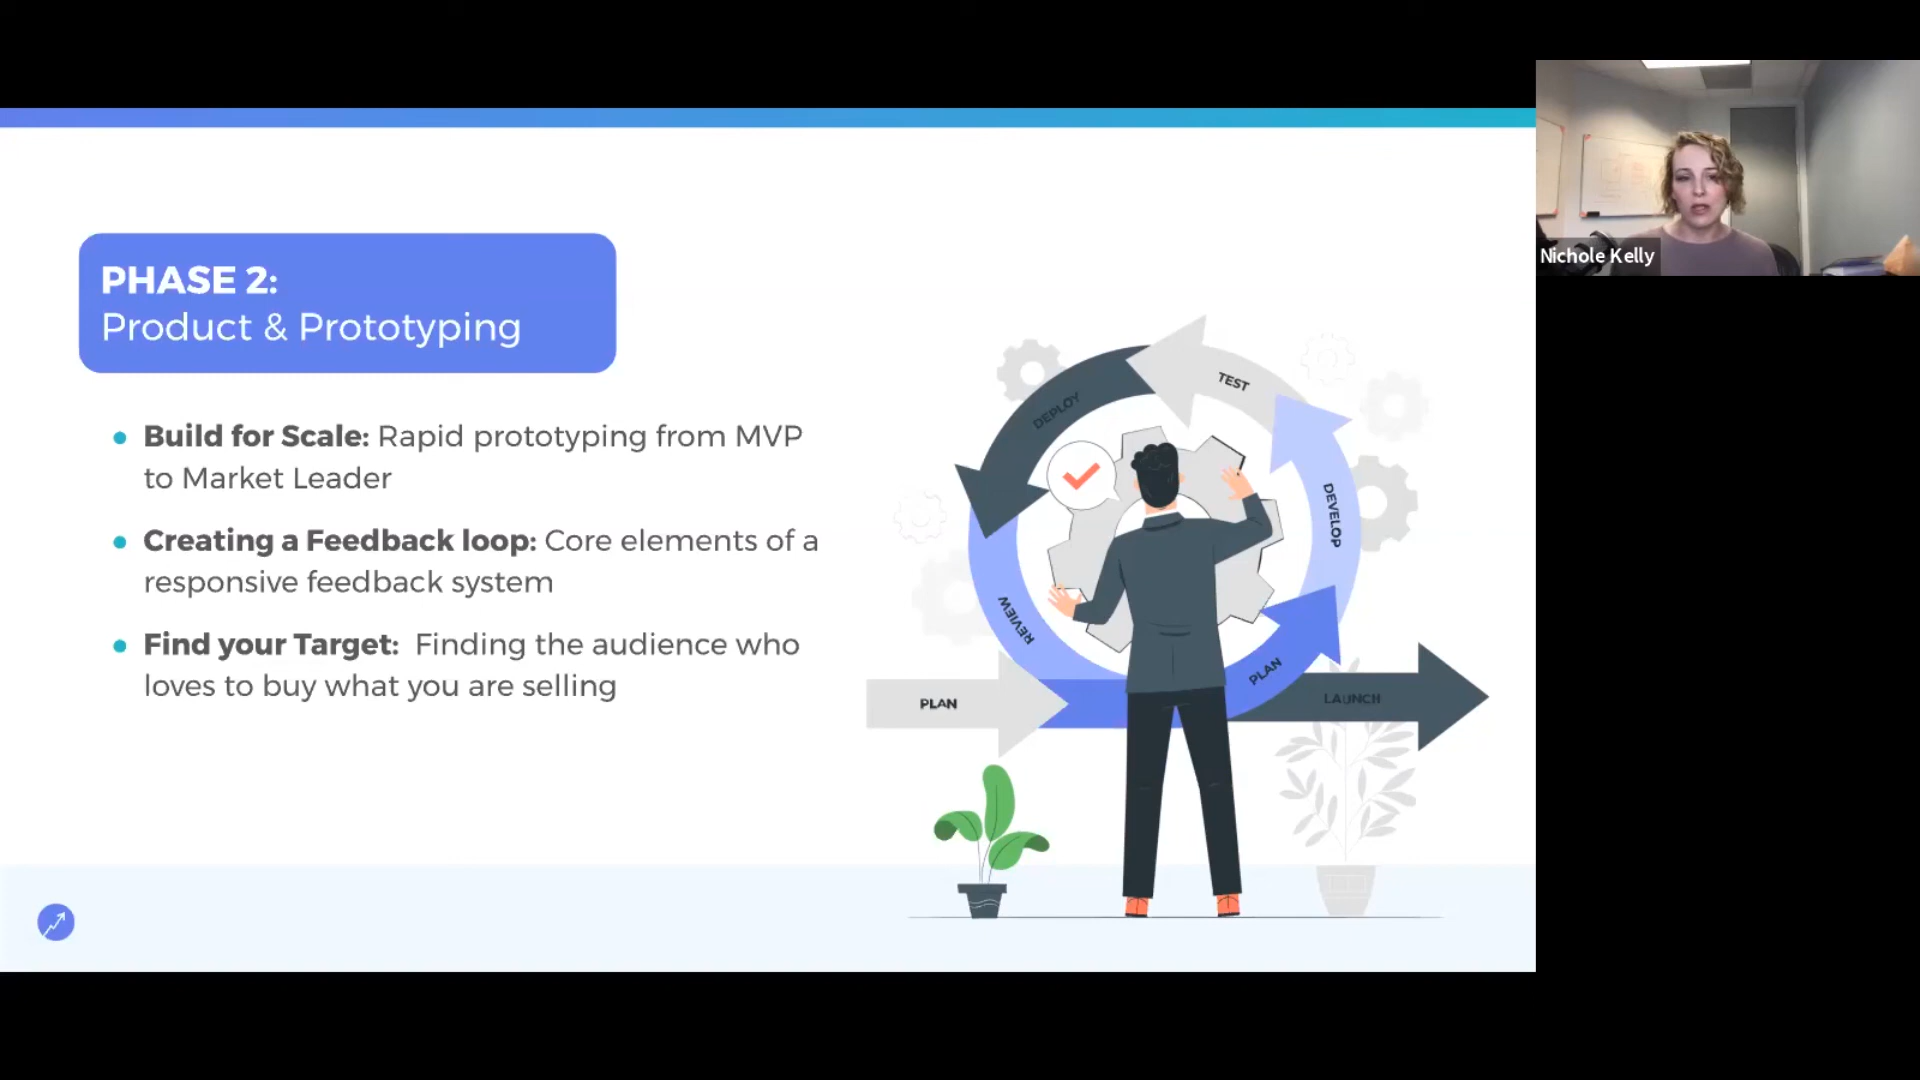 PHASE 2:
Product & Prototyping
Build for Scale: Rapid prototyping from MVP
to Market Leader
Creating a Feedback loop: Core elements of a
responsive feedback system
Find your Target: Finding the audience who
loves to buy what you are selling
TEST
DEPLOY
DEVELOP
REVIEW
PLAN
PLAN
LAUNCH
Nichole Kelly